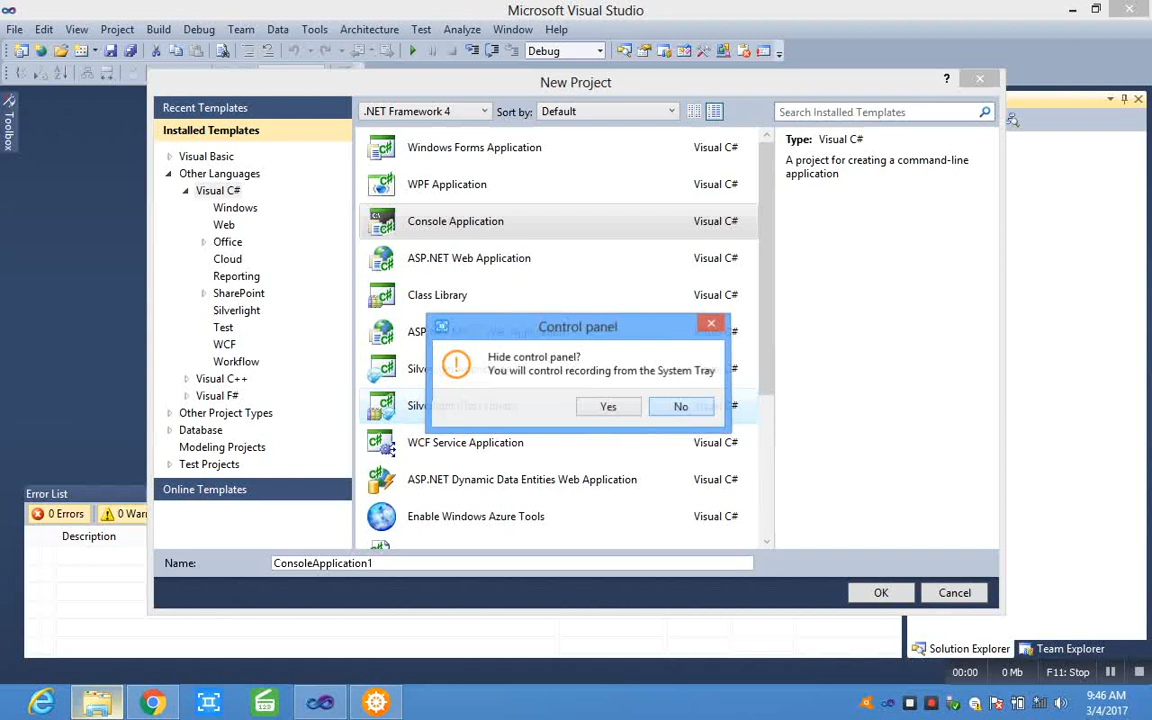 Microsoft Visual Studio
File Edit View Project Build Debug Team Data Tools Architecture Test Analyze Window Help
Debug
Toolbox
New Project
?
Recent Templates
Installed Templates
Visual Basic
Other Languages
Visual C#
Windows
Web
Office
Cloud
Reporting
SharePoint
Silverlight
Test
WCF
Workflow
Visual C++
Visual F#
Other Project Types
Database
Modeling Projects
Test Projects
Online Templates
.NET Framework 4
Sort by: Default
Search Installed Templates
Windows Forms Application Visual C#
WPF Application Visual C#
Console Application Visual C#
ASP.NET Web Application Visual C#
Class Library Visual C#
Type: Visual C#
A project for creating a command-line
application
Control panel
Hide control panel?
You will control recording from the System Tray
Yes No
WCF Service Application Visual C#
ASP.NET Dynamic Data Entities Web Application Visual C#
Enable Windows Azure Tools Visual C#
Name: ConsoleApplication1
OK Cancel
Error List
0 Errors 0 Warn
Description
Solution Explorer Team Explorer
00:00 0 Mb F11: Stop
9:46 AM
3/4/2017